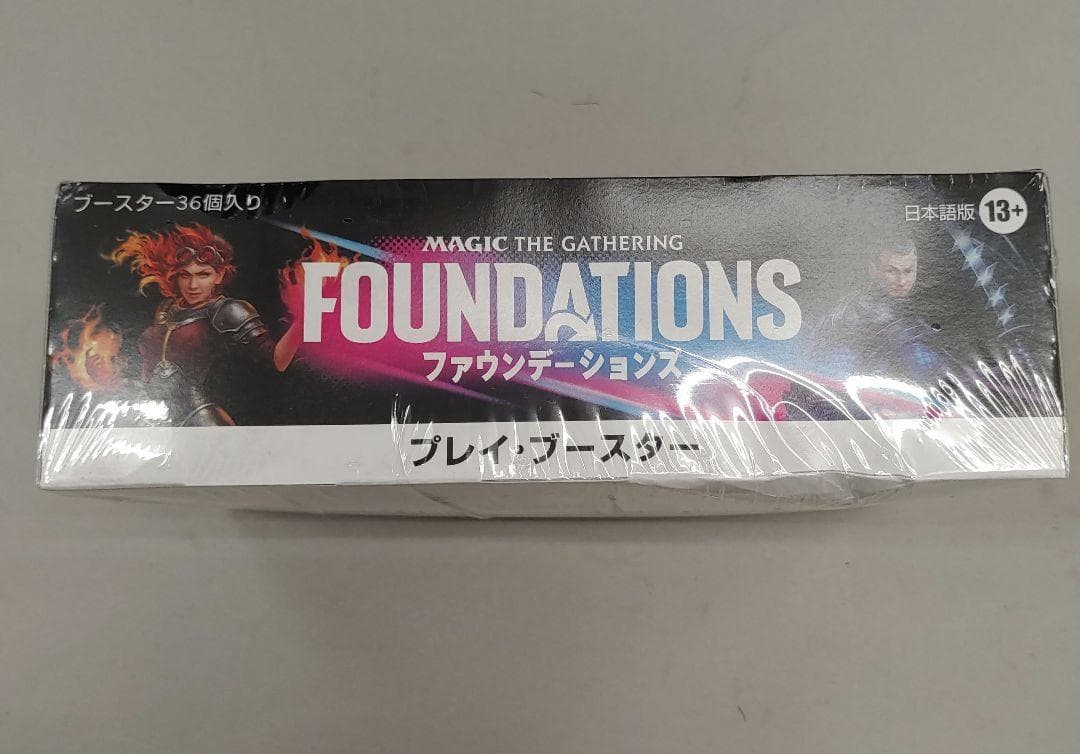 ブースター36個入り
日本語版 13+
MAGIC THE GATHERING
FOUNDATIONS
ファウンデーションズ
プレイ・ブースター